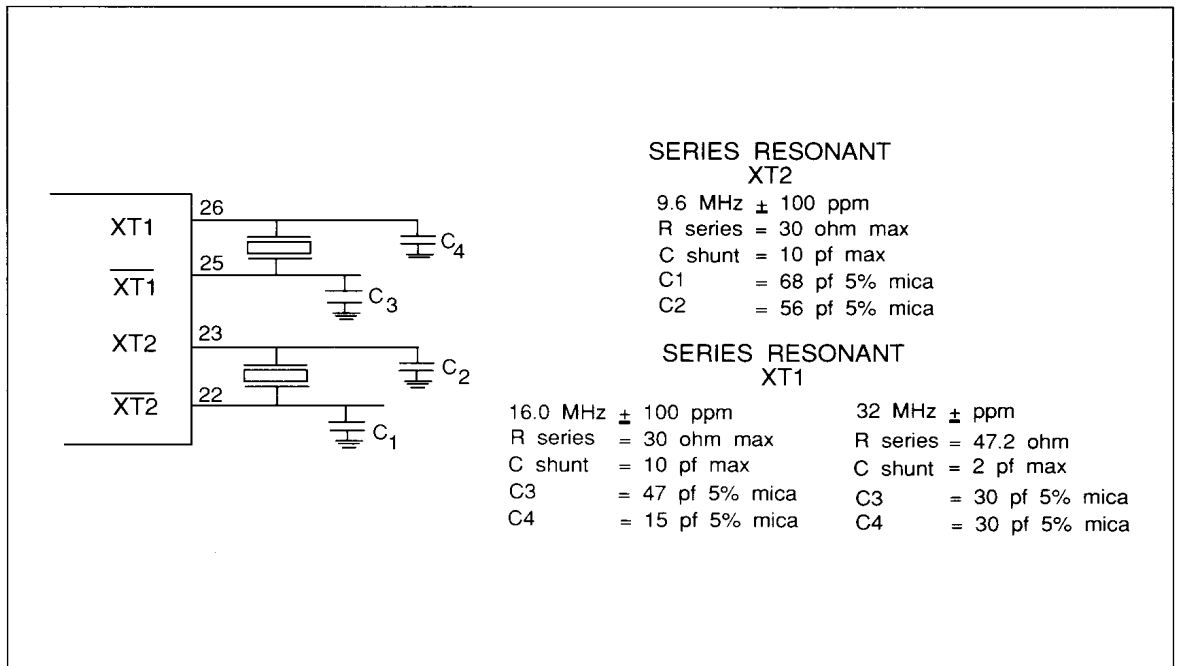 XT1
26
C4
X̅T̅1̅
25
C3
XT2
23
C2
X̅T̅2̅
22
C1
SERIES RESONANT
XT2
9.6 MHz ± 100 ppm
R series = 30 ohm max
C shunt = 10 pf max
C1 = 68 pf 5% mica
C2 = 56 pf 5% mica
SERIES RESONANT
XT1
16.0 MHz ± 100 ppm
R series = 30 ohm max
C shunt = 10 pf max
C3 = 47 pf 5% mica
C4 = 15 pf 5% mica
32 MHz ± ppm
R series = 47.2 ohm
C shunt = 2 pf max
C3 = 30 pf 5% mica
C4 = 30 pf 5% mica